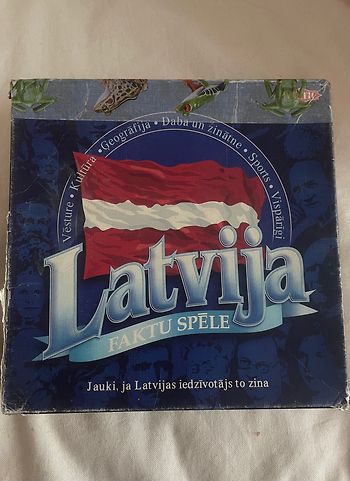 Vēsture • Kultūra • Ģeogrāfija • Daba un zinātne • Sports • Vispārīgi
Latvija
FAKTU SPĒLE
Jauki, ja Latvijas iedzīvotājs to zina